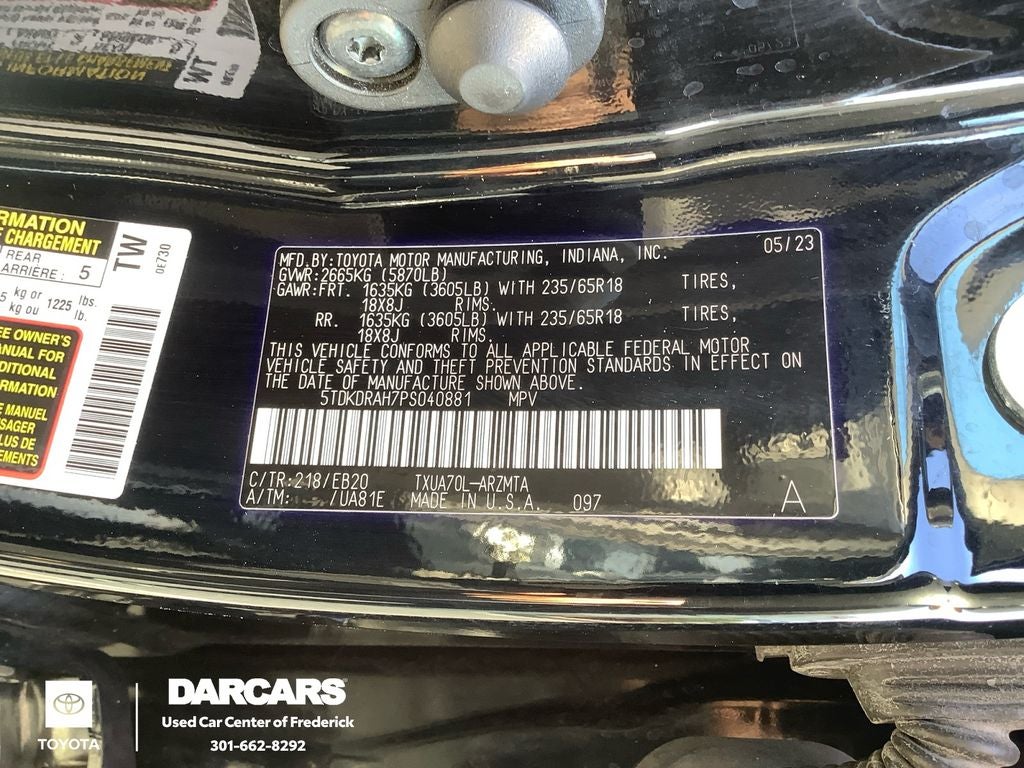 WT
FORMATION
E CHARGEMENT
REAR
ARRIÈRE: 5
5 kg or 1225 lbs.
kg ou lb.
TW
0E730
EE OWNER'S
ANUAL FOR
DDITIONAL
FORMATION
E MANUEL
SAGER
LUS DE
EMENTS
MFD.BY:TOYOTA MOTOR MANUFACTURING, INDIANA, INC. 05/23
GVWR:2665KG (5870LB)
GAWR:FRT. 1635KG (3605LB) WITH 235/65R18 TIRES,
18X8J RIMS.
RR. 1635KG (3605LB) WITH 235/65R18 TIRES,
18X8J RIMS.
THIS VEHICLE CONFORMS TO ALL APPLICABLE FEDERAL MOTOR
VEHICLE SAFETY AND THEFT PREVENTION STANDARDS IN EFFECT ON
THE DATE OF MANUFACTURE SHOWN ABOVE.
5TDKDRAH7PS040881 MPV
C/TR:218/EB20 TXUA70L-ARZMTA
A/TM: /UA81E MADE IN U.S.A. 097 A
TOYOTA
DARCARS
Used Car Center of Frederick
301-662-8292